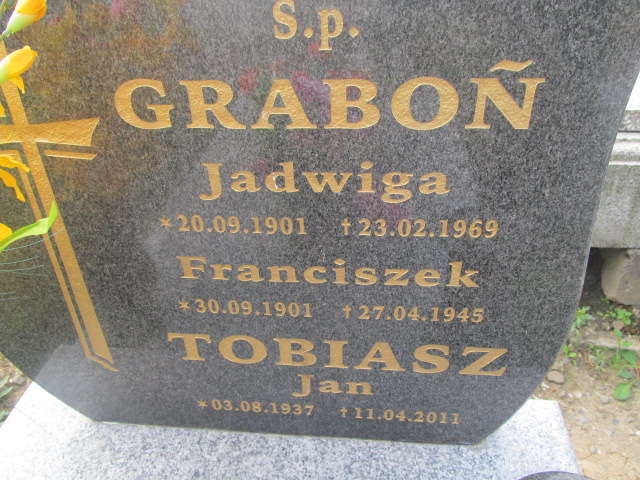 S.p.
GRABOÑ
Jadwiga
*20.09.1901 †23.02.1969
Franciszek
*30.09.1901 †27.04.1945
TOBIASZ
Jan
*03.08.1937 †11.04.2011